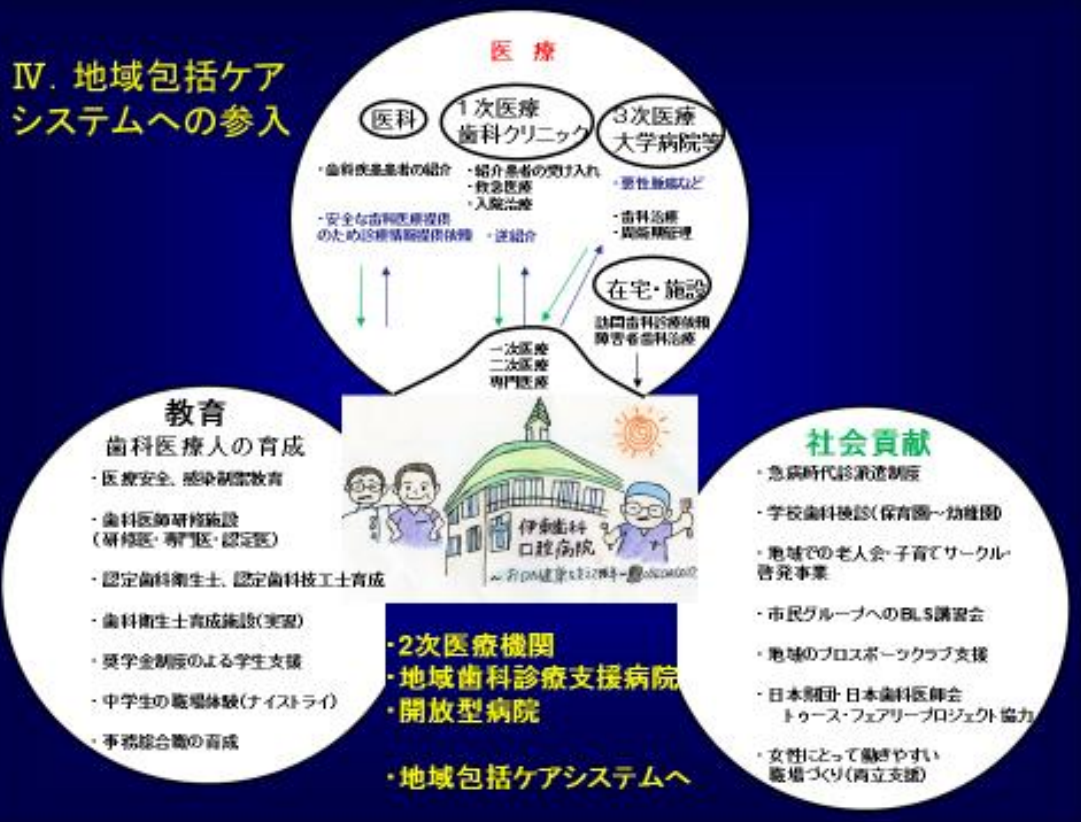 Ⅳ. 地域包括ケア
システムへの参入
医 療
医科
1次医療
歯科クリニック
3次医療
大学病院等
・歯科疾患患者の紹介
・紹介患者の受け入れ
・救急医療
・入院治療
・悪性腫瘍など
・安全な歯科医療提供
のため診療情報提供依頼
・逆紹介
・歯科治療
・周術期管理
在宅・施設
訪問歯科診療依頼
障害者歯科治療
一次医療
二次医療
専門医療
教育
歯科医療人の育成
・医療安全、感染制御教育
・歯科医師研修施設
(研修医・専門医・認定医)
・認定歯科衛生士、認定歯科技工士育成
・歯科衛生士育成施設(実習)
・奨学金制度のよる学生支援
・中学生の職場体験(ナイストライ)
・事務総合職の育成
伊東歯科
口腔病院
・2次医療機関
・地域歯科診療支援病院
・開放型病院
・地域包括ケアシステムへ
社会貢献
・急病時代診派遣制度
・学校歯科検診(保育園～幼稚園)
・地域での老人会・子育てサークル・
啓発事業
・市民グループへのBLS講習会
・地域のプロスポーツクラブ支援
・日本財団・日本歯科医師会
トゥース・フェアリープロジェクト協力
・女性にとって働きやすい
職場づくり(両立支援)